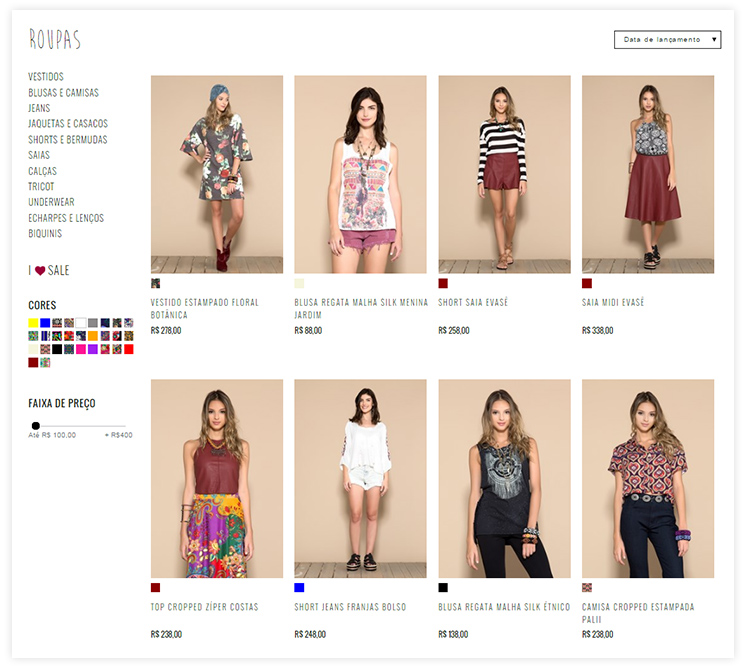 ROUPAS
Data de lançamento
VESTIDOS
BLUSAS E CAMISAS
JEANS
JAQUETAS E CASACOS
SHORTS E BERMUDAS
SAIAS
CALÇAS
TRICOT
UNDERWEAR
ECHARPES E LENÇOS
BIQUINIS
I ❤ SALE
CORES
FAIXA DE PREÇO
Até R$ 100,00 + R$400
VESTIDO ESTAMPADO FLORAL
BOTÂNICA
R$ 278,00
BLUSA REGATA MALHA SILK MENINA
JARDIM
R$ 88,00
SHORT SAIA EVASÉ
R$ 258,00
SAIA MIDI EVASÉ
R$ 338,00
TOP CROPPED ZÍPER COSTAS
R$ 238,00
SHORT JEANS FRANJAS BOLSO
R$ 248,00
BLUSA REGATA MALHA SILK ÉTNICO
R$ 138,00
CAMISA CROPPED ESTAMPADA
PALII
R$ 238,00